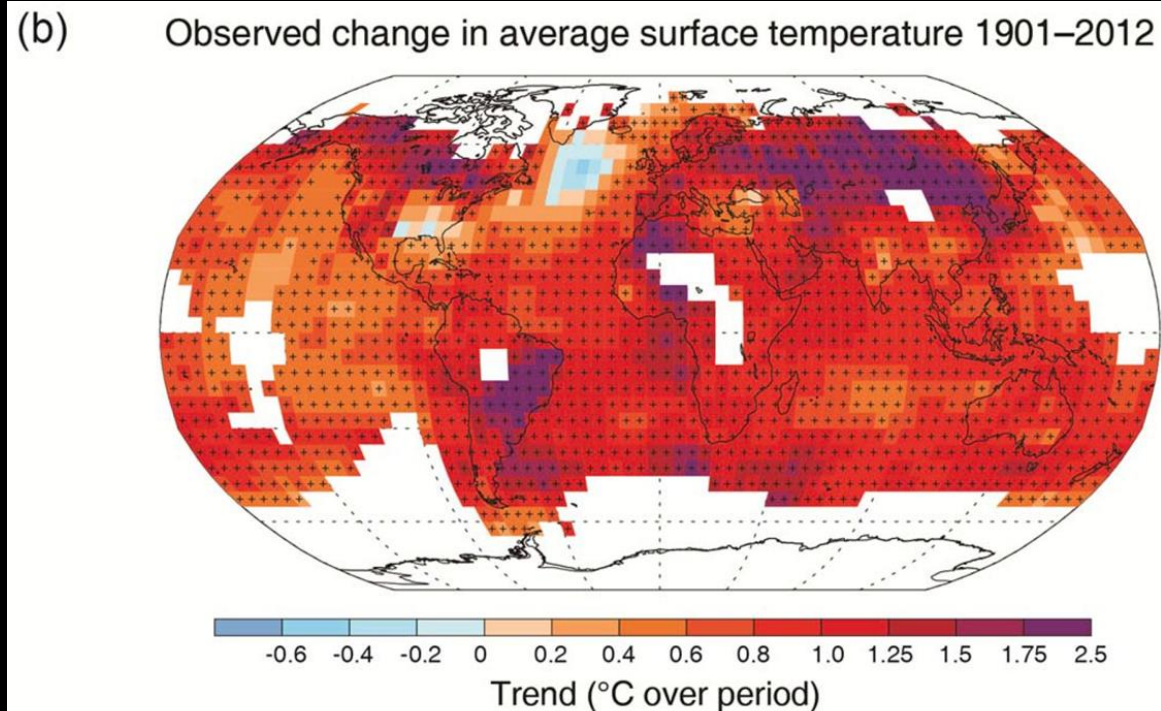 (b) Observed change in average surface temperature 1901–2012
-0.6 -0.4 -0.2 0 0.2 0.4 0.6 0.8 1.0 1.25 1.5 1.75 2.5
Trend (°C over period)